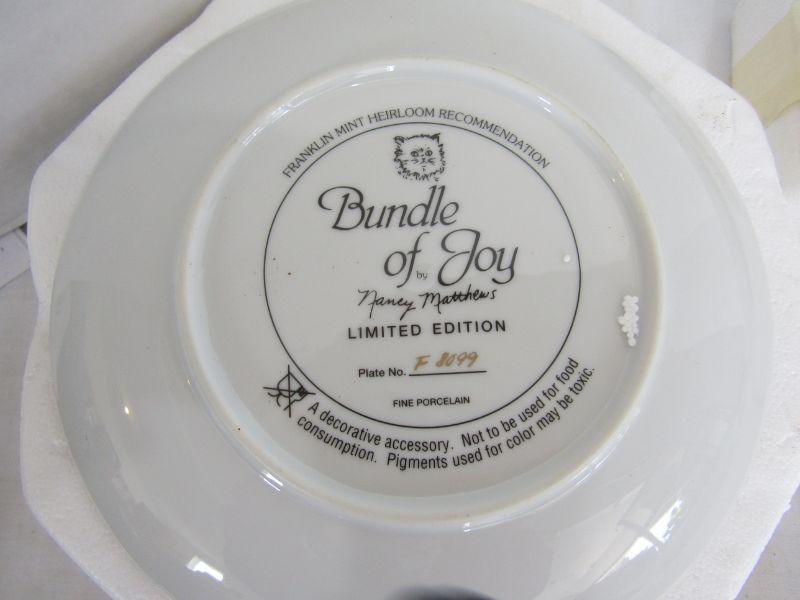 FRANKLIN MINT HEIRLOOM RECOMMENDATION
Bundle
of Joy
by
Nancy Matthews
LIMITED EDITION
Plate No. F 8099
FINE PORCELAIN
A decorative accessory. Not to be used for food
consumption. Pigments used for color may be toxic.